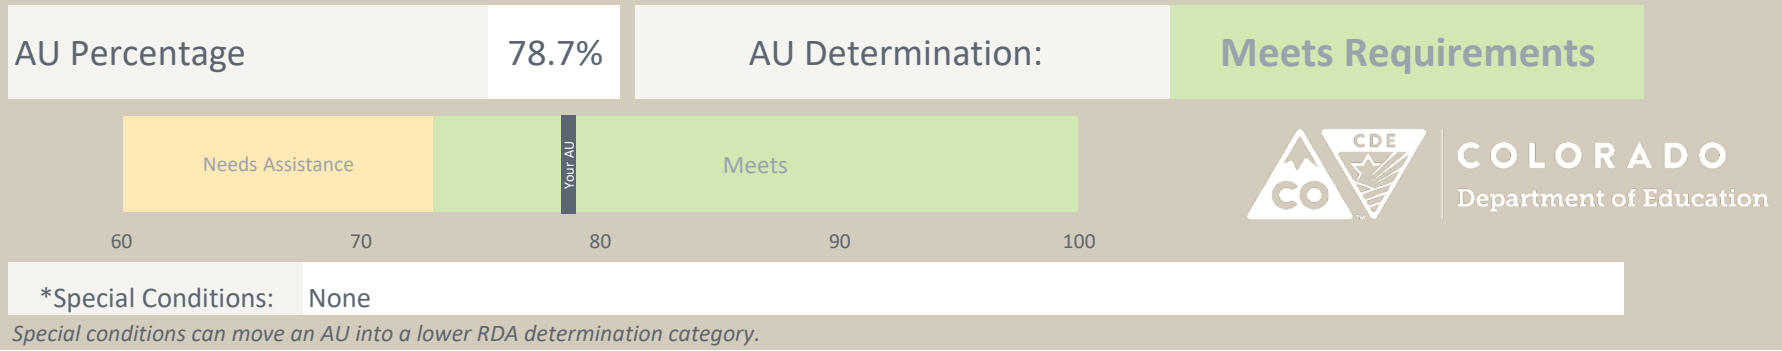 AU Percentage 78.7% AU Determination: Meets Requirements
Needs Assistance Your AU Meets
60 70 80 90 100
CO
™
CDE
COLORADO
Department of Education
*Special Conditions: None
Special conditions can move an AU into a lower RDA determination category.